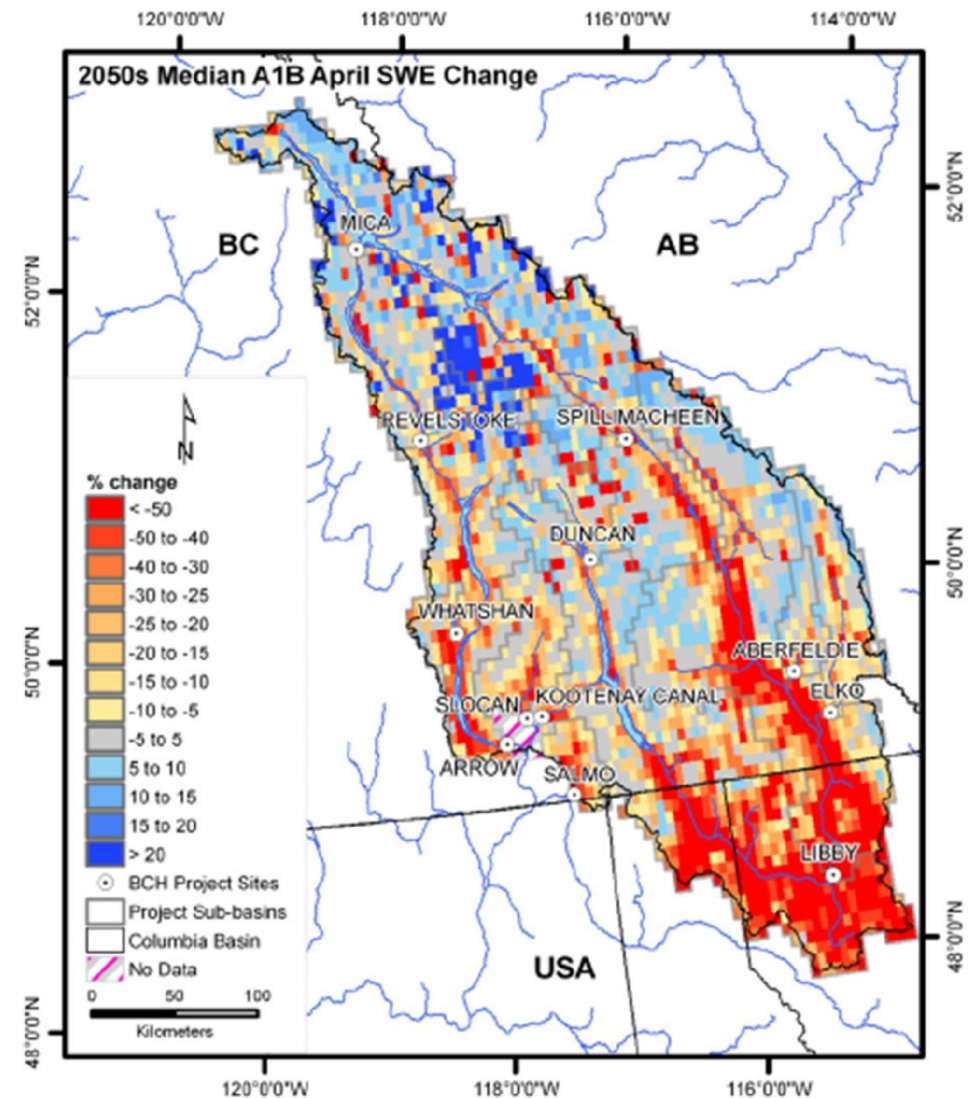 120°0'0"W 118°0'0"W 116°0'0"W 114°0'0"W
2050s Median A1B April SWE Change
52°0'0"N
MICA
BC
AB
52°0'0"N
REVELSTOKE
SPILLIMACHEEN
N
% change
< -50
-50 to -40
-40 to -30
-30 to -25
-25 to -20
-20 to -15
-15 to -10
-10 to -5
-5 to 5
5 to 10
10 to 15
15 to 20
> 20
BCH Project Sites
Project Sub-basins
Columbia Basin
No Data
0 50 100
Kilometers
DUNCAN
50°0'0"N
WHATSHAN
50°0'0"N
ABERFELDIE
ELKO
SLOCAN
KOOTENAY CANAL
ARROW
SALMO
LIBBY
48°0'0"N
USA
48°0'0"N
120°0'0"W 118°0'0"W 116°0'0"W